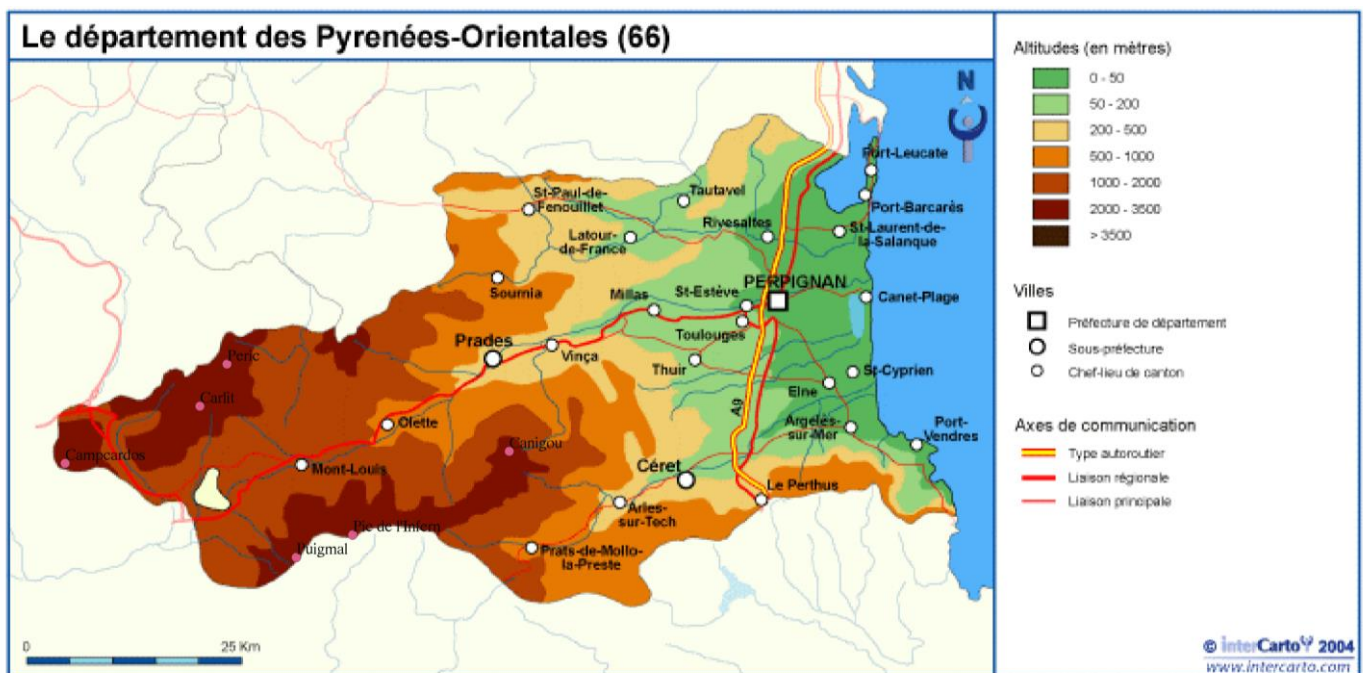 Le département des Pyrenées-Orientales (66)
N
Port-Leucate
St-Paul-de-
Fenouillet
Tautavel
Port-Barcarès
Latour-
de-France
Rivesaltes
St-Laurent-de-
la-Salanque
Sournia
Millas
St-Estève
PERPIGNAN
Canet-Plage
Toulouges
Prades
Vinça
Thuir
Peric
St-Cyprien
Elne
Carlit
A9
Olette
Argelès-
sur-Mer
Port-
Vendres
Canigou
Campcardos
Mont-Louis
Céret
Le Perthus
Arles-
sur-Tech
Pic de l'Infern
Puigmal
Prats-de-Mollo-
la-Preste
0 25 Km
Altitudes (en mètres)
0 - 50
50 - 200
200 - 500
500 - 1000
1000 - 2000
2000 - 3500
> 3500
Villes
Préfecture de département
Sous-préfecture
Chef-lieu de canton
Axes de communication
Type autoroutier
Liaison régionale
Liaison principale
© interCarto 2004
www.intercarto.com